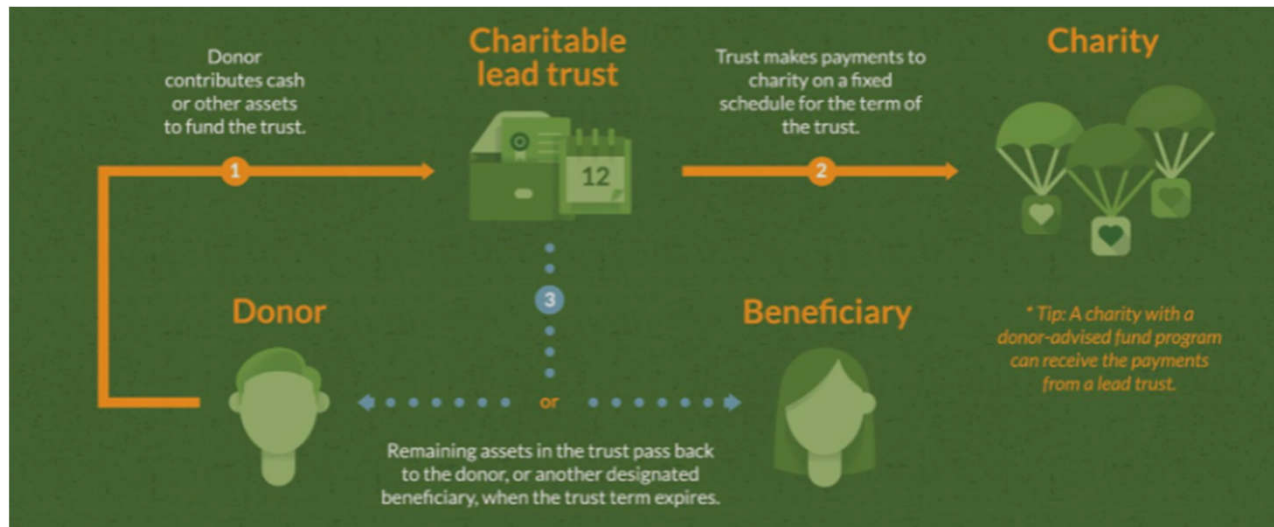 Donor
contributes cash
or other assets
to fund the trust.
1
Charitable
lead trust
12
Trust makes payments to
charity on a fixed
schedule for the term of
the trust.
2
Charity
3
Donor
or
Beneficiary
* Tip: A charity with a
donor-advised fund program
can receive the payments
from a lead trust.
Remaining assets in the trust pass back
to the donor, or another designated
beneficiary, when the trust term expires.